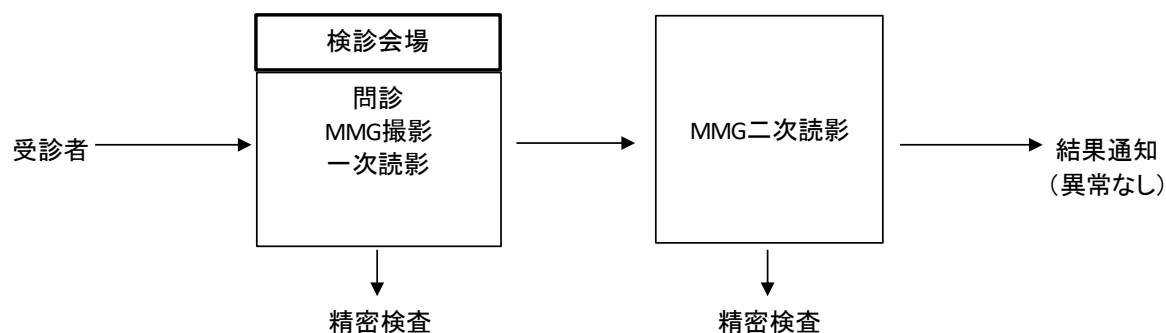 検診会場
問診
MMG撮影
一次読影
受診者
MMG二次読影
結果通知
(異常なし)
精密検査
精密検査